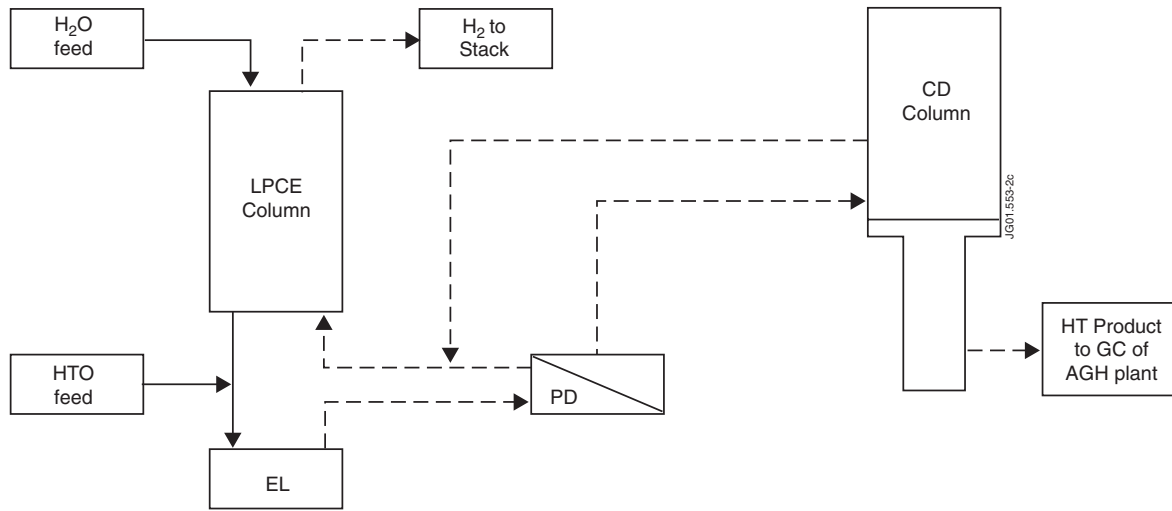 H₂O
feed
H₂ to
Stack
CD
Column
LPCE
Column
JG01.553-2c
HTO
feed
PD
HT Product
to GC of
AGH plant
EL